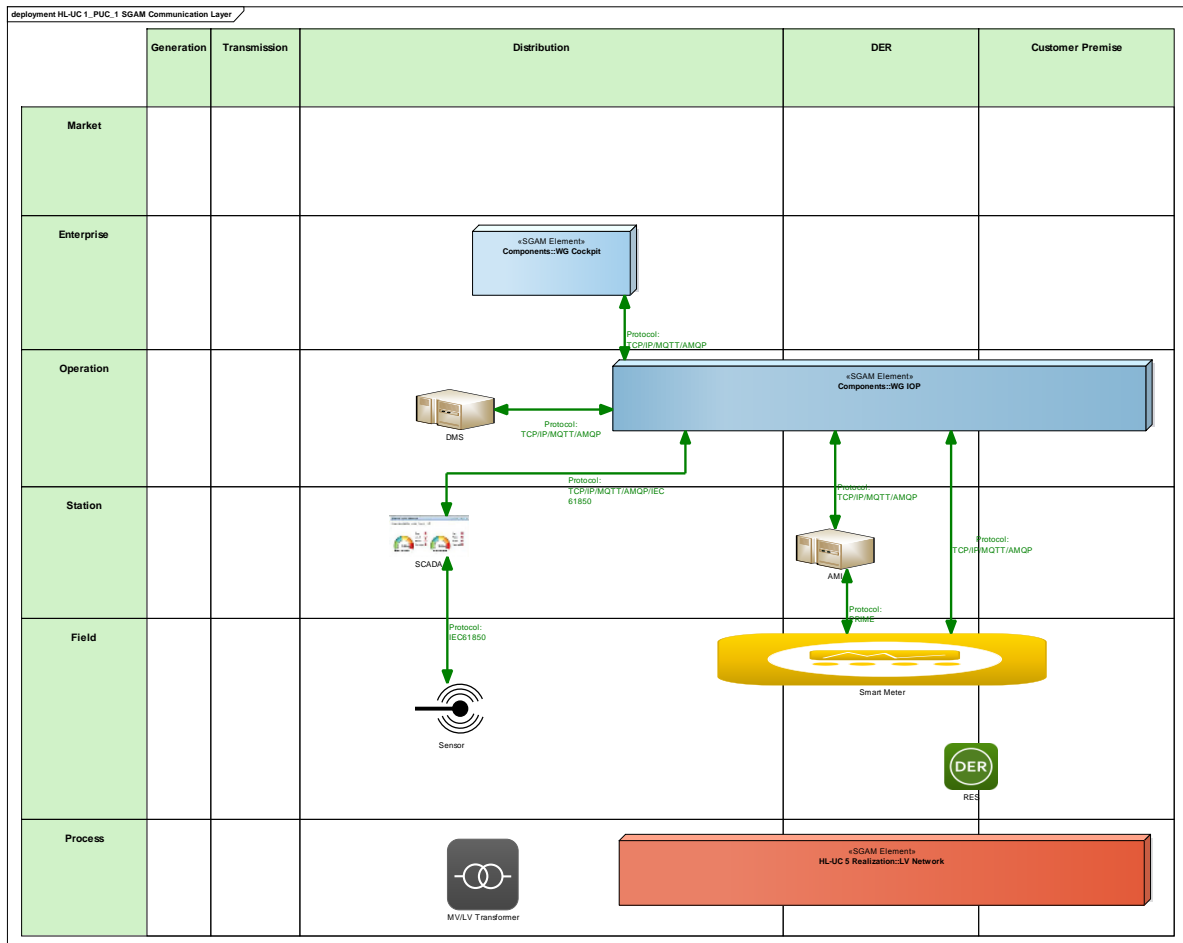 deployment HL-UC 1_PUC_1 SGAM Communication Layer
Generation
Transmission
Distribution
DER
Customer Premise
Market
Enterprise
«SGAM Element»
Components::WG Cockpit
Protocol:
TCP/IP/MQTT/AMQP
Operation
«SGAM Element»
Components::WG IOP
DMS
Protocol:
TCP/IP/MQTT/AMQP
Protocol:
TCP/IP/MQTT/AMQP/IEC
61850
Protocol:
TCP/IP/MQTT/AMQP
Station
SCADA
Protocol:
TCP/IP/MQTT/AMQP
AMI
Protocol:
PRIME
Field
Protocol:
IEC61850
Smart Meter
Sensor
DER
RES
Process
«SGAM Element»
HL-UC 5 Realization::LV Network
MV/LV Transformer